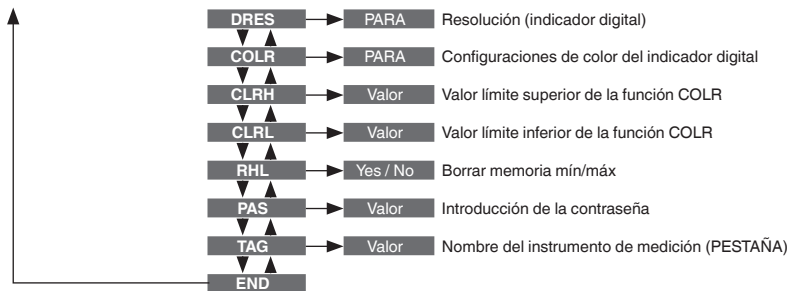 DRES PARA Resolución (indicador digital)
COLR PARA Configuraciones de color del indicador digital
CLRH Valor Valor límite superior de la función COLR
CLRL Valor Valor límite inferior de la función COLR
RHL Yes / No Borrar memoria mín/máx
PAS Valor Introducción de la contraseña
TAG Valor Nombre del instrumento de medición (PESTAÑA)
END